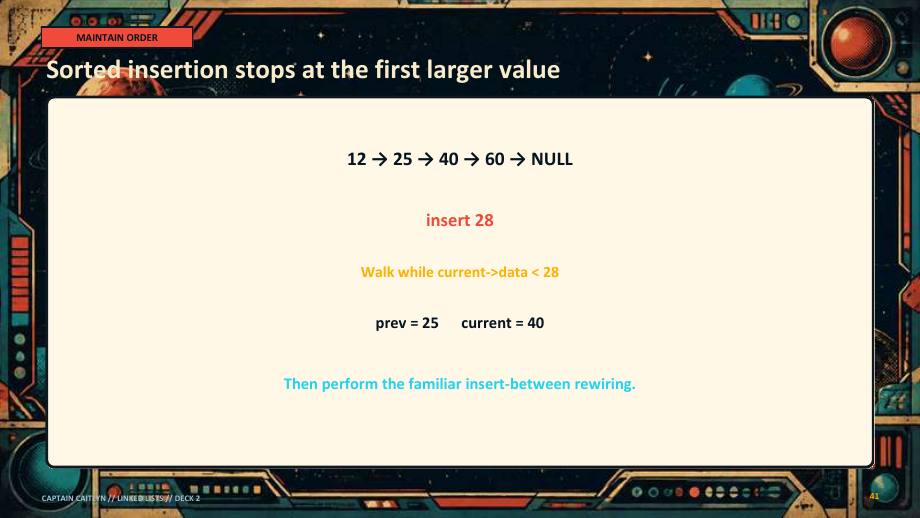 MAINTAIN ORDER
Sorted insertion stops at the first larger value
12 → 25 → 40 → 60 → NULL
insert 28
Walk while current->data < 28
prev = 25 current = 40
Then perform the familiar insert-between rewiring.
CAPTAIN CAITLYN // LINKED LISTS // DECK 2
41